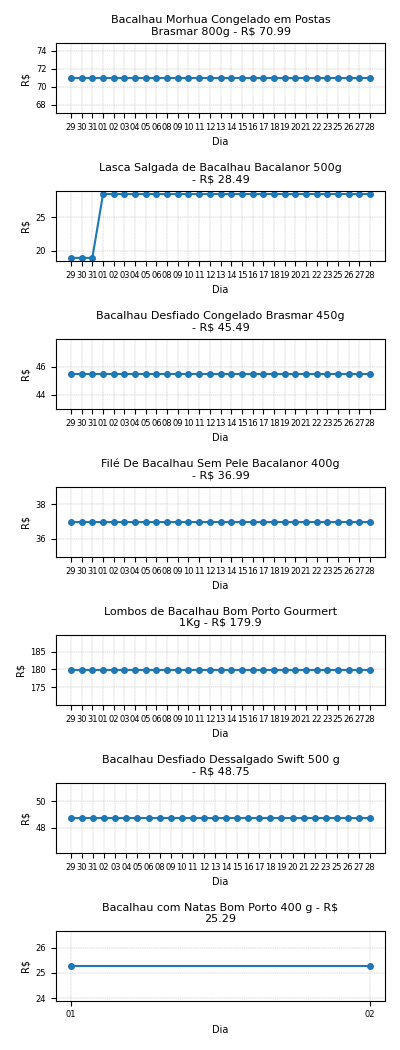 Bacalhau Morhua Congelado em Postas
Brasmar 800g - R$ 70.99
74
72
70
68
R$
29 30 31 01 02 03 04 05 06 07 08 09 10 11 12 13 14 15 16 17 18 19 20 21 22 23 24 25 26 27 28
Dia
Lasca Salgada de Bacalhau Bacalanor 500g
- R$ 28.49
25
20
R$
29 30 31 01 02 03 04 05 06 07 08 09 10 11 12 13 14 15 16 17 18 19 20 21 22 23 24 25 26 27 28
Dia
Bacalhau Desfiado Congelado Brasmar 450g
- R$ 45.49
46
44
R$
29 30 31 01 02 03 04 05 06 07 08 09 10 11 12 13 14 15 16 17 18 19 20 21 22 23 24 25 26 27 28
Dia
Filé De Bacalhau Sem Pele Bacalanor 400g
- R$ 36.99
38
36
R$
29 30 31 01 02 03 04 05 06 07 08 09 10 11 12 13 14 15 16 17 18 19 20 21 22 23 24 25 26 27 28
Dia
Lombos de Bacalhau Bom Porto Gourmert
1Kg - R$ 179.9
185
180
175
R$
29 30 31 01 02 03 04 05 06 07 08 09 10 11 12 13 14 15 16 17 18 19 20 21 22 23 24 25 26 27 28
Dia
Bacalhau Desfiado Dessalgado Swift 500 g
- R$ 48.75
50
48
R$
29 30 31 02 03 04 05 06 07 08 09 10 11 12 13 14 15 16 17 18 19 20 21 22 23 24 25 26 27 28
Dia
Bacalhau com Natas Bom Porto 400 g - R$
25.29
26
25
24
R$
01 02
Dia